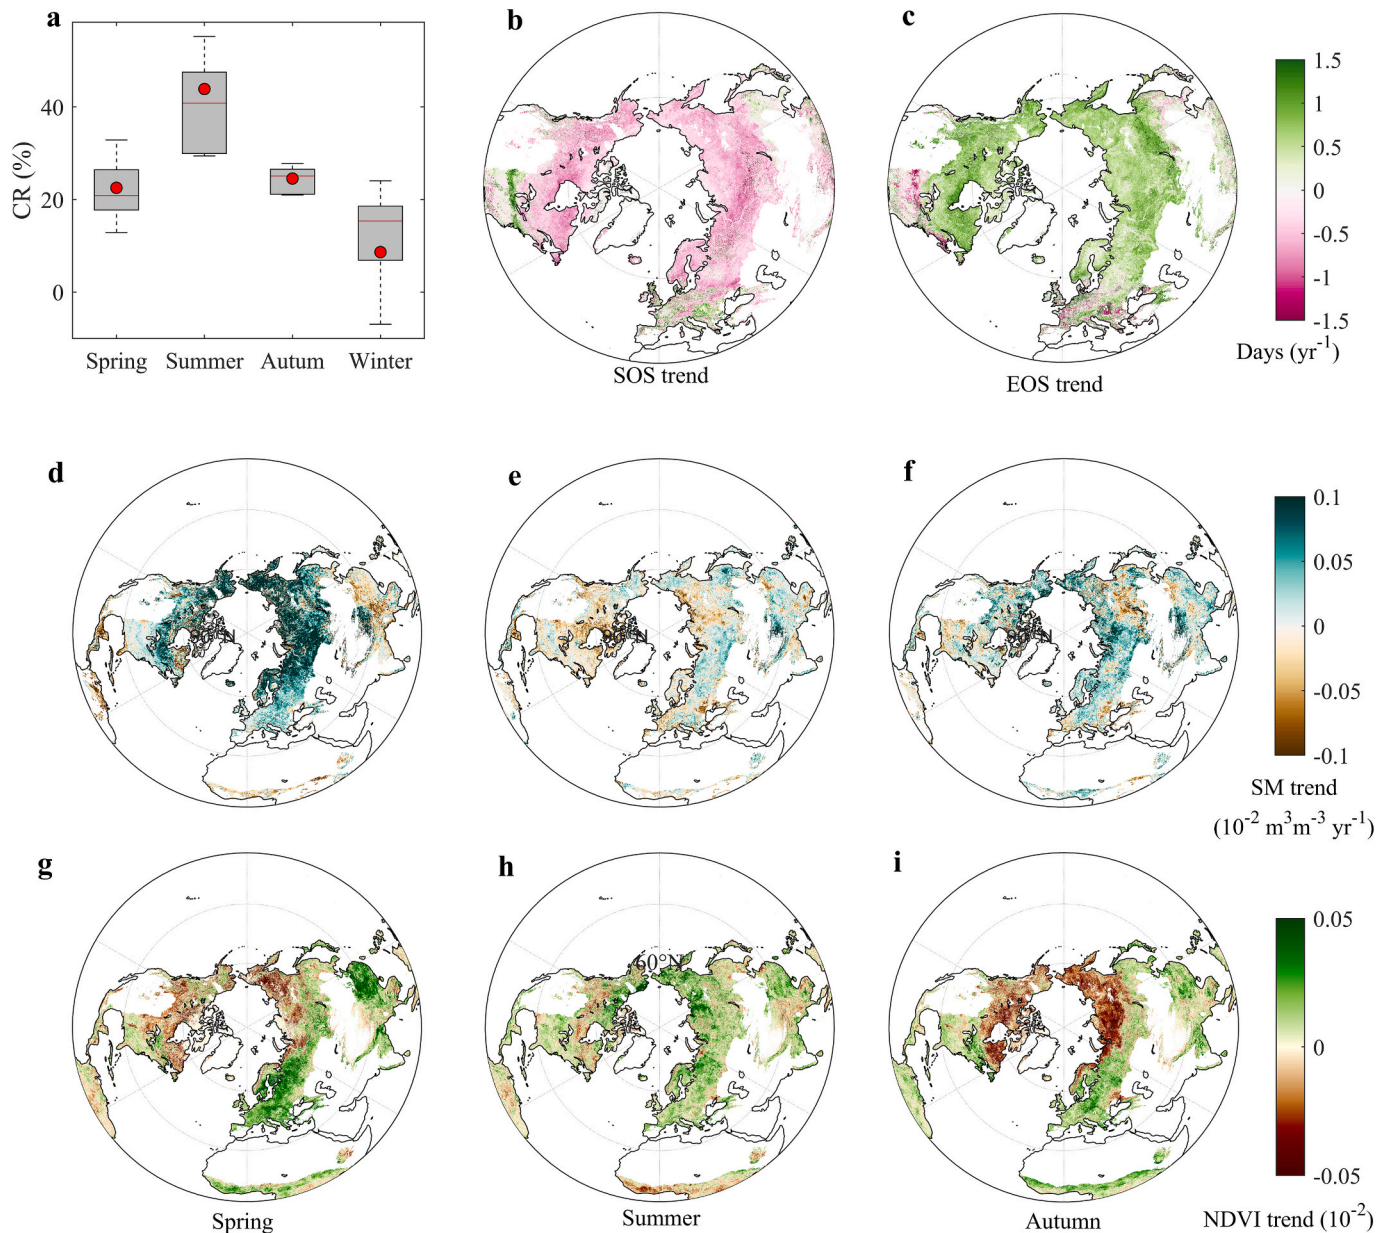 a
b
c
CR (%)
40
20
0
Spring
Summer
Autum
Winter
SOS trend
EOS trend
1.5
1
0.5
0
-0.5
-1
-1.5
Days (yr⁻¹)
d
e
f
0.1
0.05
0
-0.05
-0.1
SM trend
(10⁻² m³m⁻³ yr⁻¹)
g
h
i
60°N
0.05
0
-0.05
Spring
Summer
Autumn
NDVI trend (10⁻²)